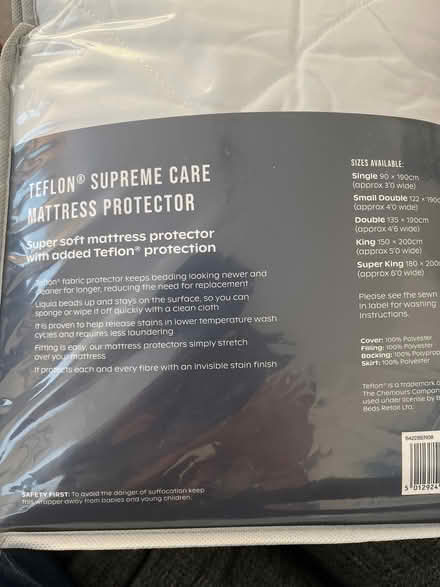 TEFLON® SUPREME CARE
MATTRESS PROTECTOR
Super soft mattress protector
with added Teflon® protection
Teflon® fabric protector keeps bedding looking newer and
cleaner for longer, reducing the need for replacement
Liquid beads up and stays on the surface, so you can
sponge or wipe it off quickly with a clean cloth
It is proven to help release stains in lower temperature wash
cycles and requires less laundering
Fitting is easy, our mattress protectors simply stretch
over your mattress
It protects each and every fibre with an invisible stain finish
SAFETY FIRST: To avoid the danger of suffocation keep
this wrapper away from babies and young children.
SIZES AVAILABLE:
Single 90 x 190cm
(approx 3'0 wide)
Small Double 122 x 190c
(approx 4'0 wide)
Double 135 x 190cm
(approx 4'6 wide)
King 150 x 200cm
(approx 5'0 wide)
Super King 180 x 200
(approx 6'0 wide)
Please see the sewn
in label for washing
instructions.
Cover: 100% Polyester
Filling: 100% Polyester
Backing: 100% Polyprop
Skirt: 100% Polyester
Teflon® is a trademark o
The Chemours Compan
used under license by B
Beds Retail Ltd.
5 012924